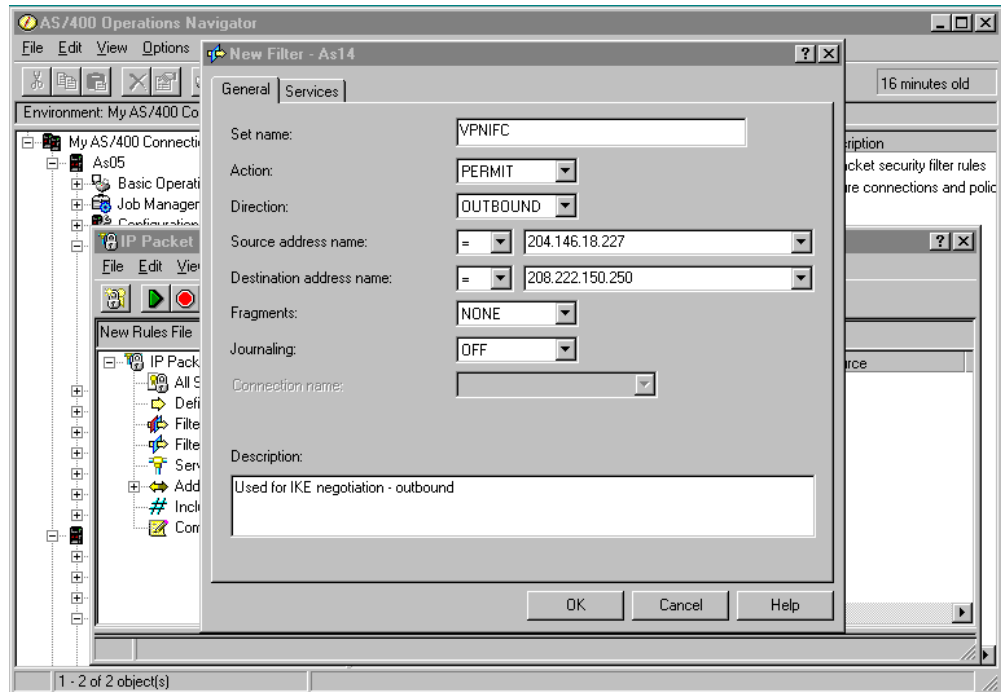 AS/400 Operations Navigator
File Edit View Options
16 minutes old
Environment: My AS/400 Co
My AS/400 Connecti
As05
Basic Operati
Job Manager
Configuration
ription
acket security filter rules
ure connections and polic
IP Packet
File Edit Vie
New Rules File
IP Pack
All S
Defi
Filte
Filte
Serv
Add
Inclu
Com
urce
New Filter - As14
General Services
Set name: VPNIFC
Action: PERMIT
Direction: OUTBOUND
Source address name: = 204.146.18.227
Destination address name: = 208.222.150.250
Fragments: NONE
Journaling: OFF
Connection name:
Description:
Used for IKE negotiation - outbound
OK Cancel Help
1 - 2 of 2 object(s)